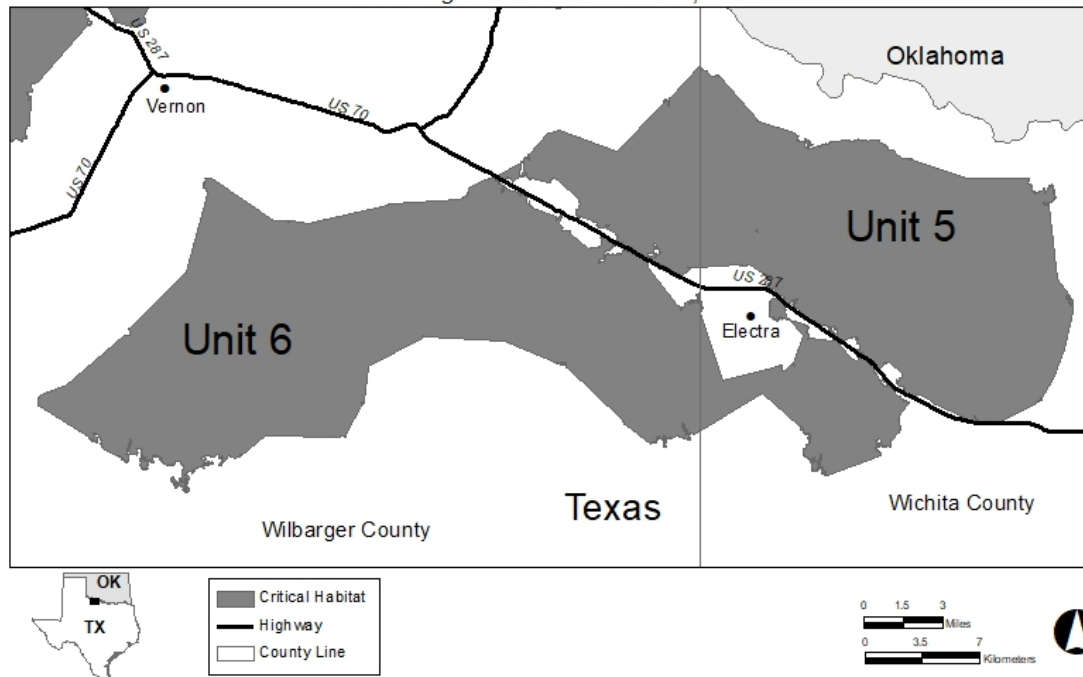 Oklahoma
US 287
Vernon
US 70
US 70
Unit 5
US 287
Electra
Unit 6
Texas
Wilbarger County
Wichita County
OK
TX
Critical Habitat
Highway
County Line
0 1.5 3
Miles
0 3.5 7
Kilometers